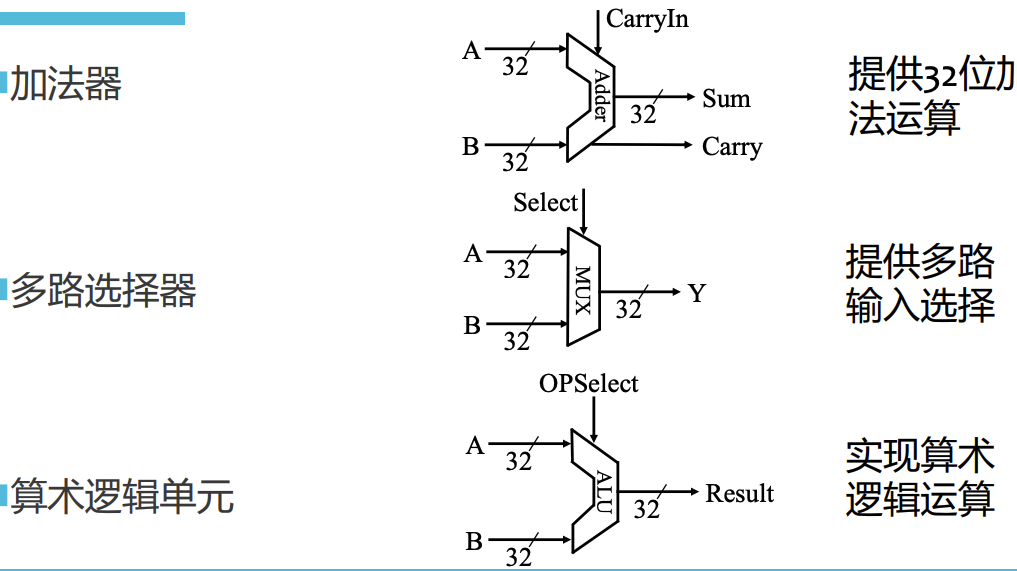 CarryIn
A
32
加法器
Adder
提供32位加
法运算
32
Sum
B
32
Carry
Select
A
32
多路选择器
MUX
提供多路
输入选择
32
Y
B
32
OPSelect
A
32
算术逻辑单元
ALU
实现算术
逻辑运算
32
Result
B
32